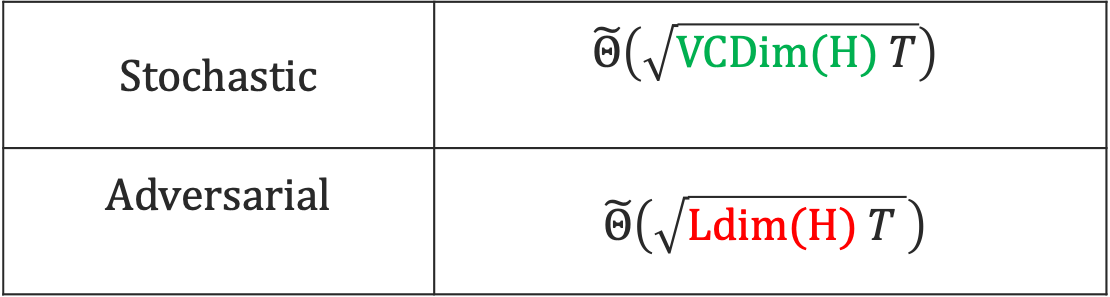 Stochastic
Θ̃(√VCDim(H) T)
Adversarial
Θ̃(√Ldim(H) T)